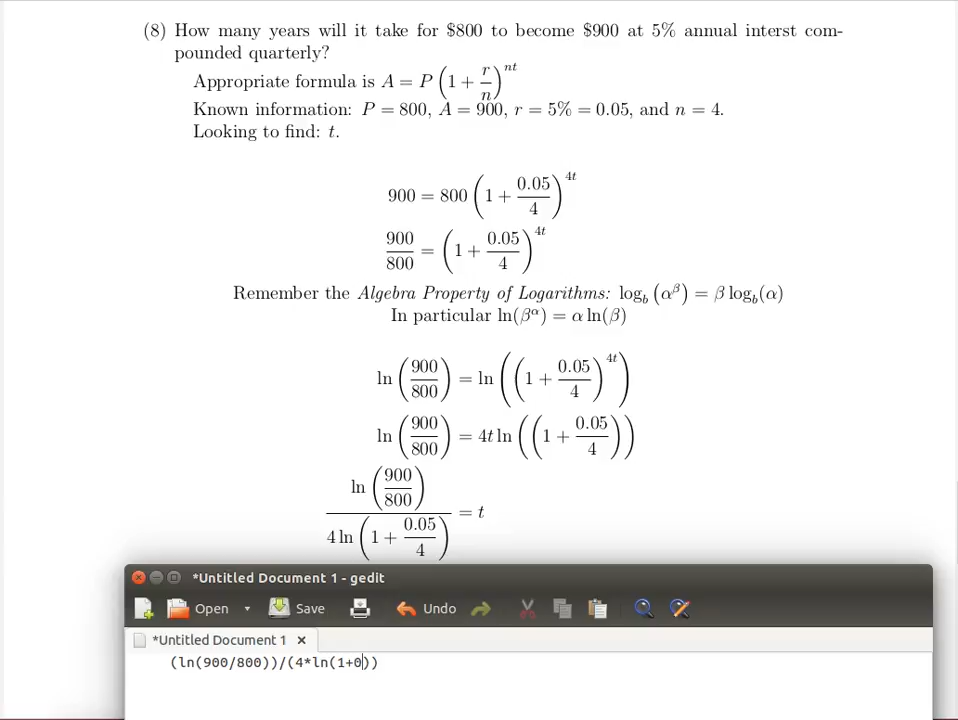 (8) How many years will it take for $800 to become $900 at 5% annual interst com-
pounded quarterly?
Appropriate formula is A = P (1 + r/n)^nt
Known information: P = 800, A = 900, r = 5% = 0.05, and n = 4.
Looking to find: t.
900 = 800 (1 + 0.05/4)^4t
900/800 = (1 + 0.05/4)^4t
Remember the Algebra Property of Logarithms: log_b (α^β) = β log_b(α)
In particular ln(β^α) = α ln(β)
ln (900/800) = ln ((1 + 0.05/4)^4t)
ln (900/800) = 4t ln ((1 + 0.05/4))
ln (900/800) / 4 ln (1 + 0.05/4) = t
*Untitled Document 1 - gedit
Open Save Undo
*Untitled Document 1 ×
(ln(900/800))/(4*ln(1+0))